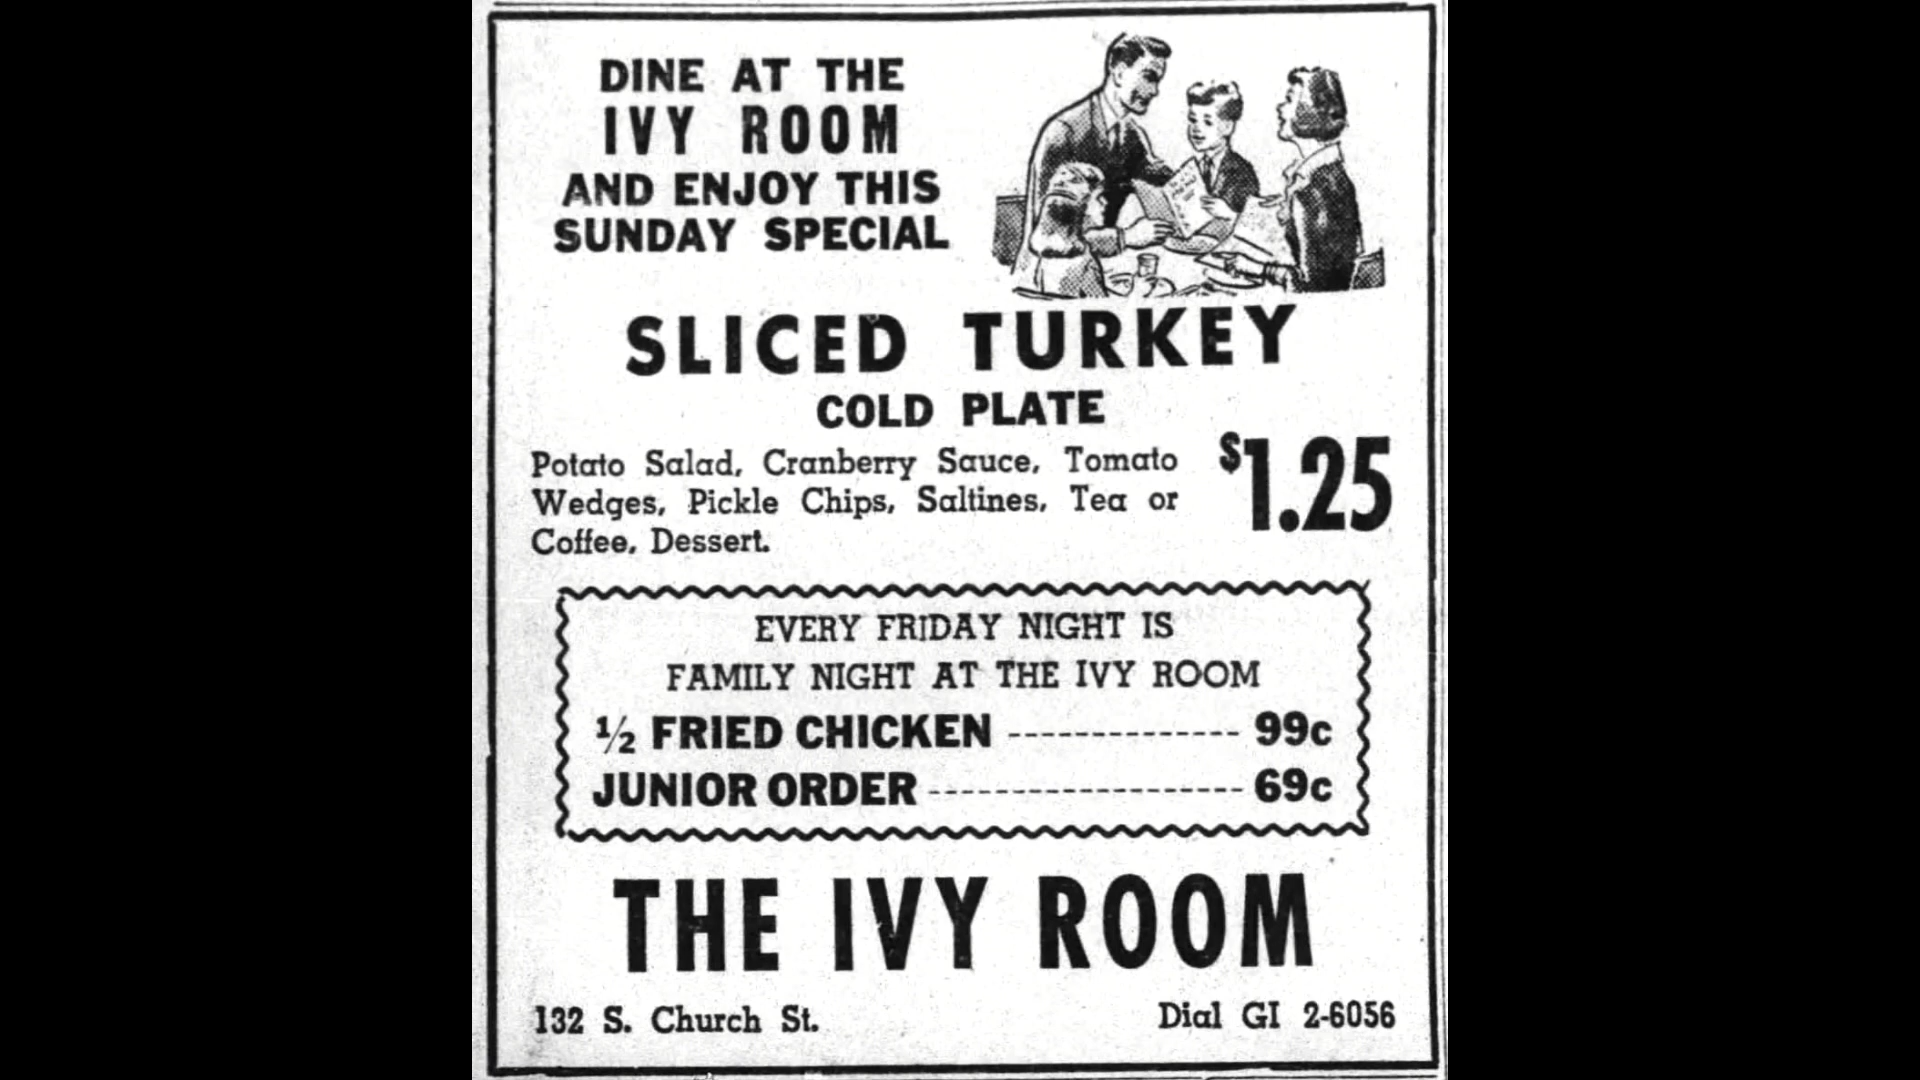 DINE AT THE
IVY ROOM
AND ENJOY THIS
SUNDAY SPECIAL
SLICED TURKEY
COLD PLATE
Potato Salad, Cranberry Sauce, Tomato
Wedges, Pickle Chips, Saltines, Tea or
Coffee, Dessert.
$1.25
EVERY FRIDAY NIGHT IS
FAMILY NIGHT AT THE IVY ROOM
½ FRIED CHICKEN -------------- 99c
JUNIOR ORDER ------------------- 69c
THE IVY ROOM
132 S. Church St.
Dial GI 2-6056